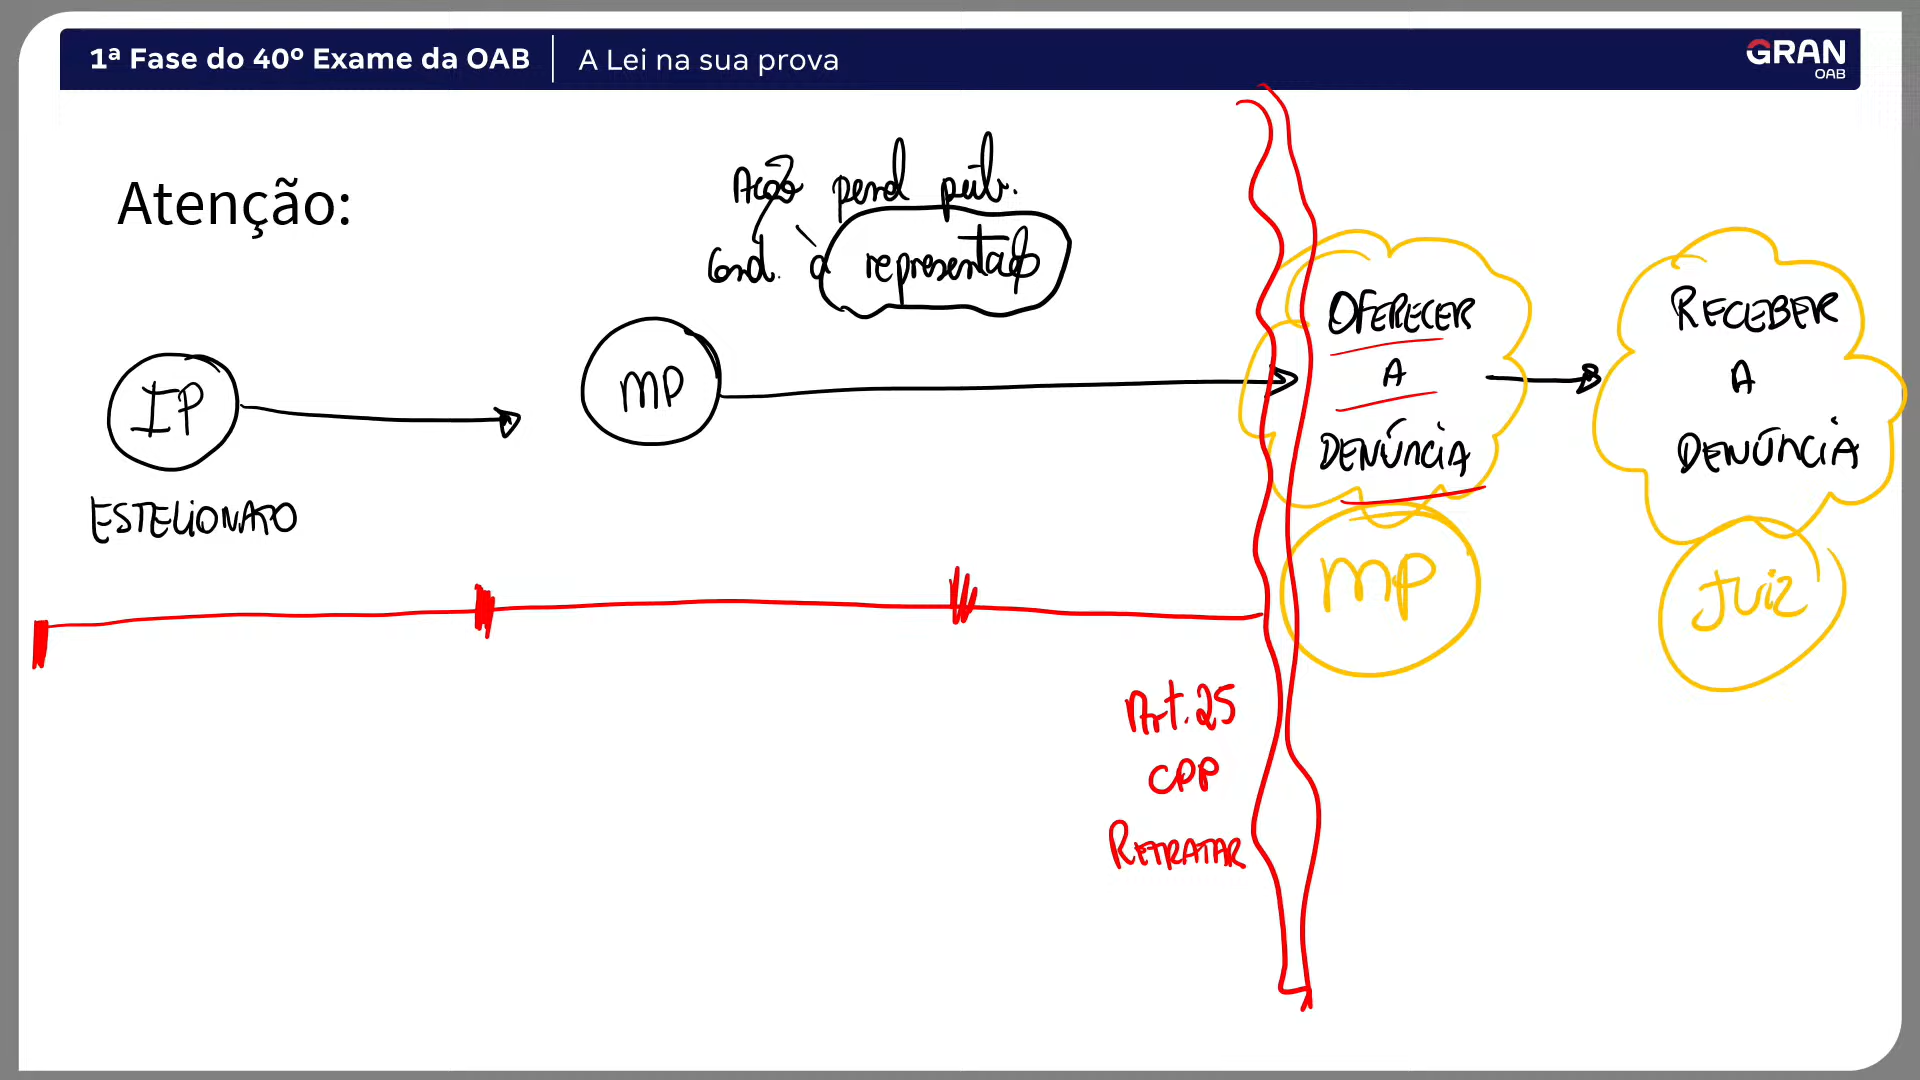 1ª Fase do 40º Exame da OAB | A Lei na sua prova
GRAN
OAB
Atenção:
Ação penal púb.
Cond. a representação
IP
MP
OFERECER
A
DENÚNCIA
RECEBER
A
DENÚNCIA
ESTELIONATO
MP
JUIZ
Art. 25
CPP
RETRATAR